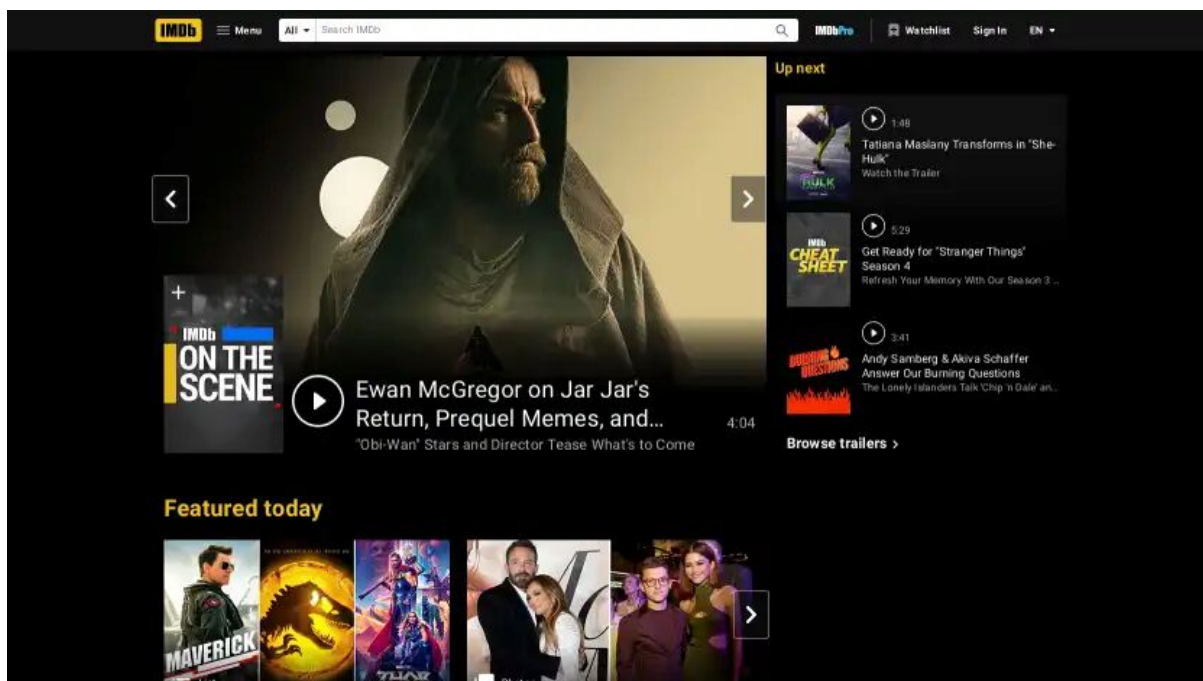 IMDb
Menu
All
Search IMDb
IMDbPro
Watchlist
Sign In
EN
Up next
1:48
Tatiana Maslany Transforms in "She-
Hulk"
Watch the Trailer
HULK
5:29
Get Ready for "Stranger Things"
Season 4
Refresh Your Memory With Our Season 3 ...
IMDb
CHEAT
SHEET
3:41
Andy Samberg & Akiva Schaffer
Answer Our Burning Questions
The Lonely Islanders Talk 'Chip 'n Dale' an...
BURNING
QUESTIONS
Browse trailers
IMDb
ON THE
SCENE
Ewan McGregor on Jar Jar's
Return, Prequel Memes, and...
4:04
"Obi-Wan" Stars and Director Tease What's to Come
Featured today
MAVERICK
THOR